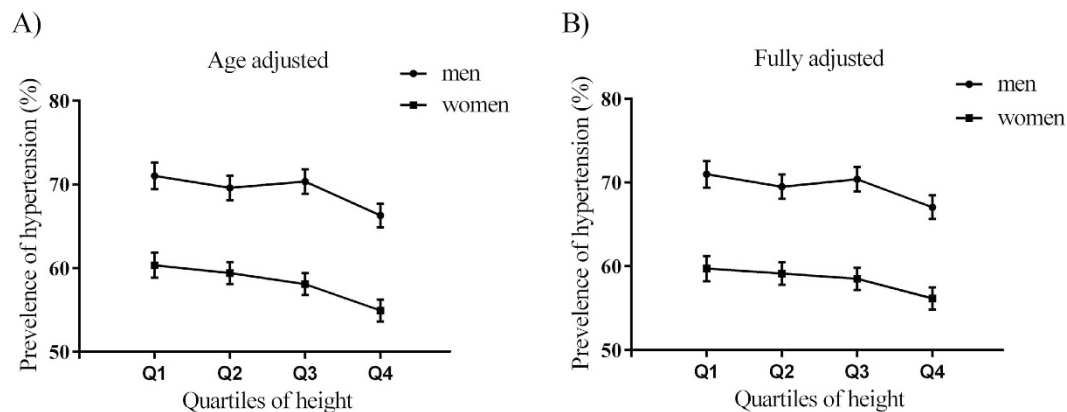 A)
Age adjusted
men
women
Prevelence of hypertension (%)
80
70
60
50
Q1 Q2 Q3 Q4
Quartiles of height
B)
Fully adjusted
men
women
Prevelence of hypertension (%)
80
70
60
50
Q1 Q2 Q3 Q4
Quartiles of height